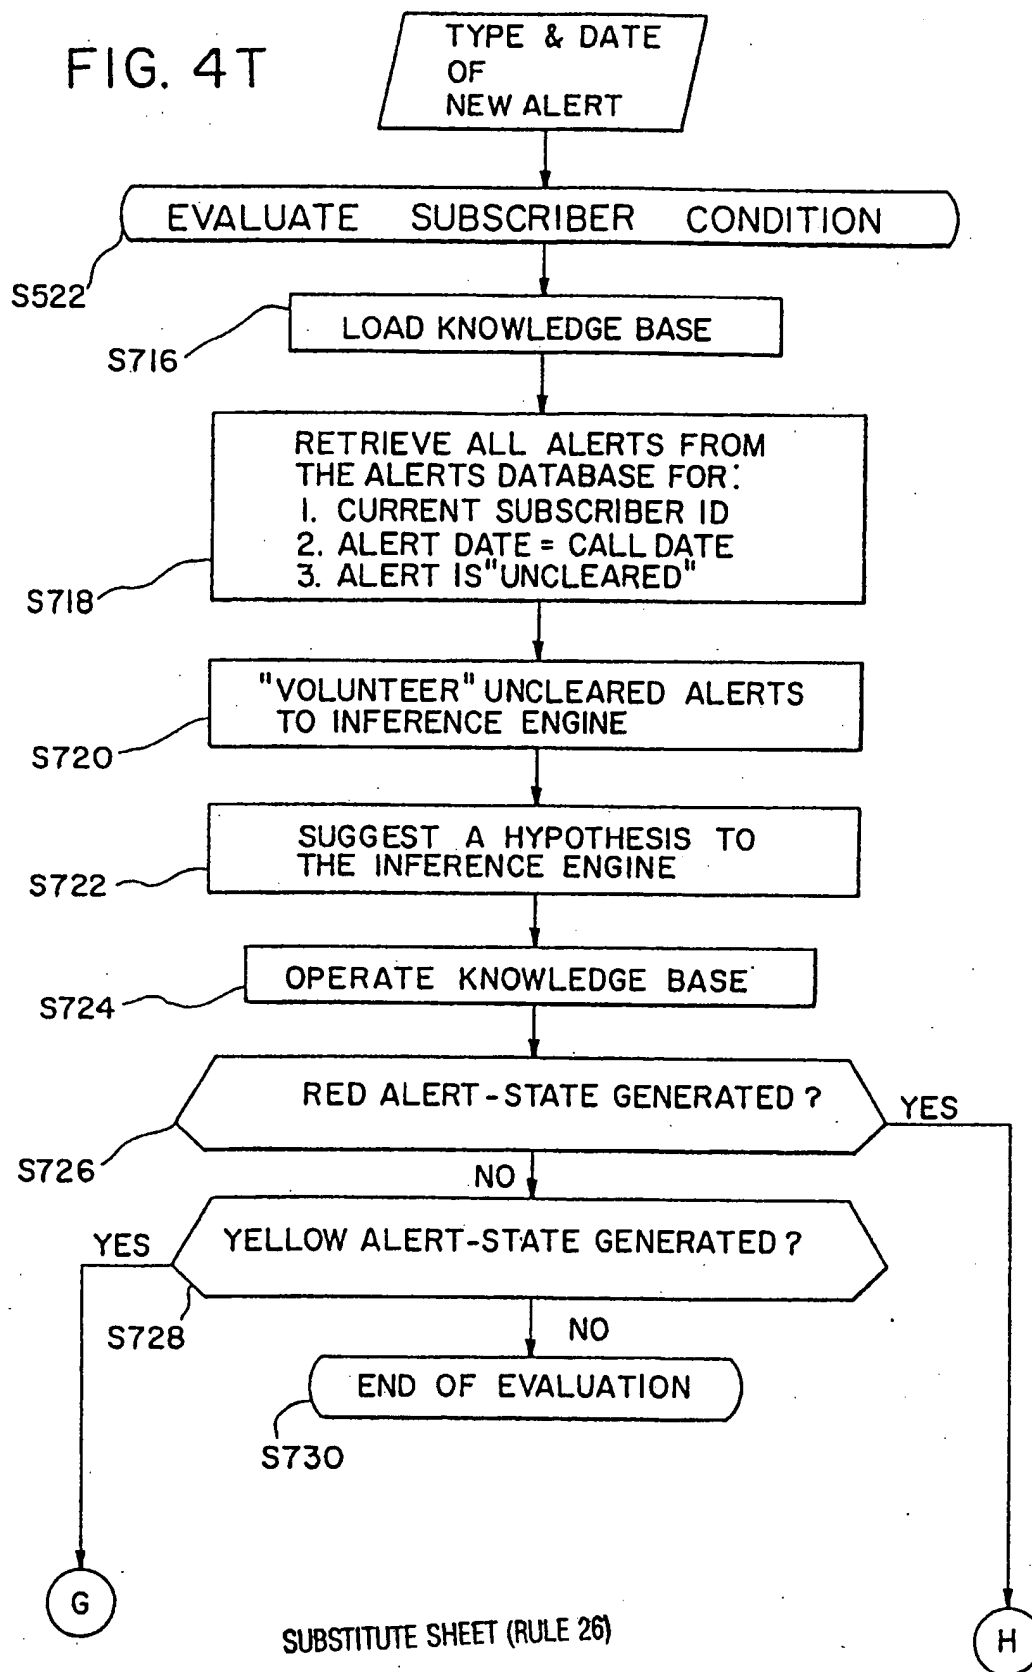 FIG. 4T
TYPE & DATE
OF
NEW ALERT
EVALUATE SUBSCRIBER CONDITION
S522
LOAD KNOWLEDGE BASE
S716
RETRIEVE ALL ALERTS FROM
THE ALERTS DATABASE FOR:
1. CURRENT SUBSCRIBER ID
2. ALERT DATE = CALL DATE
3. ALERT IS "UNCLEARED"
S718
"VOLUNTEER" UNCLEARED ALERTS
TO INFERENCE ENGINE
S720
SUGGEST A HYPOTHESIS TO
THE INFERENCE ENGINE
S722
OPERATE KNOWLEDGE BASE
S724
RED ALERT-STATE GENERATED ?
YES
S726
NO
YES
YELLOW ALERT-STATE GENERATED ?
S728
NO
END OF EVALUATION
S730
G
H
SUBSTITUTE SHEET (RULE 26)